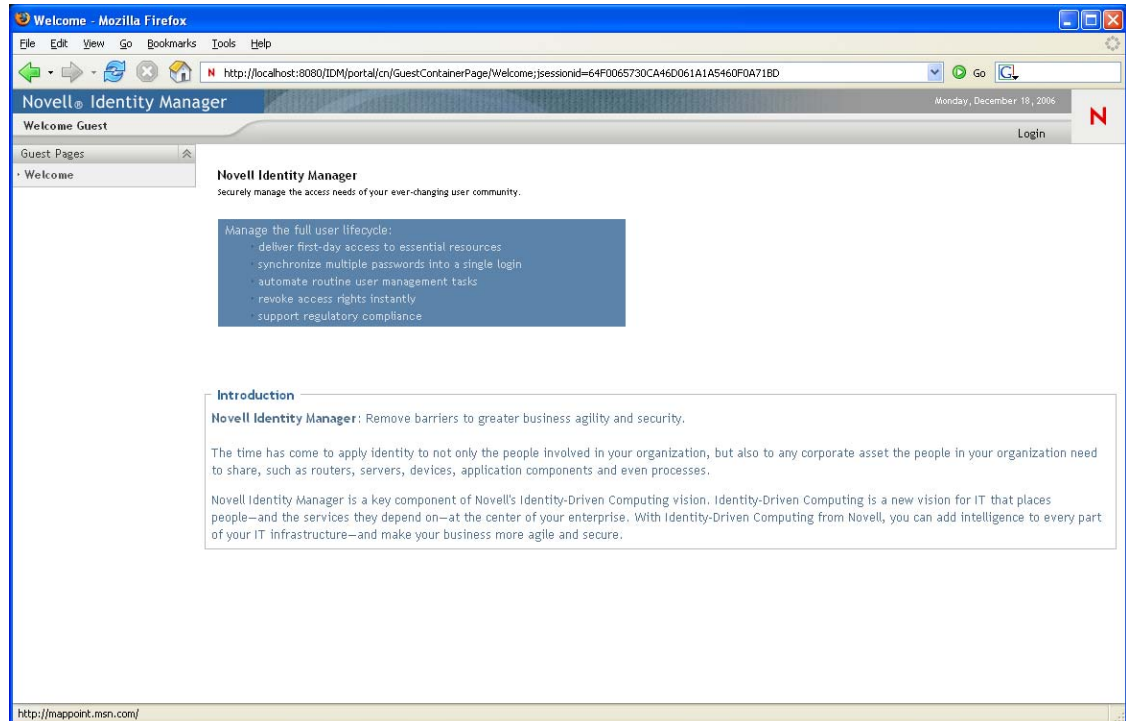 Welcome - Mozilla Firefox
File Edit View Go Bookmarks Tools Help
N http://localhost:8080/IDM/portal/cn/GuestContainerPage/Welcome;jsessionid=64F0065730CA46D061A1A5460F0A71BD Go G
Novell® Identity Manager Monday, December 18, 2006
N
Welcome Guest Login
Guest Pages
· Welcome
Novell Identity Manager
Securely manage the access needs of your ever-changing user community.
Manage the full user lifecycle:
· deliver first-day access to essential resources
· synchronize multiple passwords into a single login
· automate routine user management tasks
· revoke access rights instantly
· support regulatory compliance
Introduction
Novell Identity Manager: Remove barriers to greater business agility and security.
The time has come to apply identity to not only the people involved in your organization, but also to any corporate asset the people in your organization need
to share, such as routers, servers, devices, application components and even processes.
Novell Identity Manager is a key component of Novell's Identity-Driven Computing vision. Identity-Driven Computing is a new vision for IT that places
people—and the services they depend on—at the center of your enterprise. With Identity-Driven Computing from Novell, you can add intelligence to every part
of your IT infrastructure—and make your business more agile and secure.
http://mappoint.msn.com/